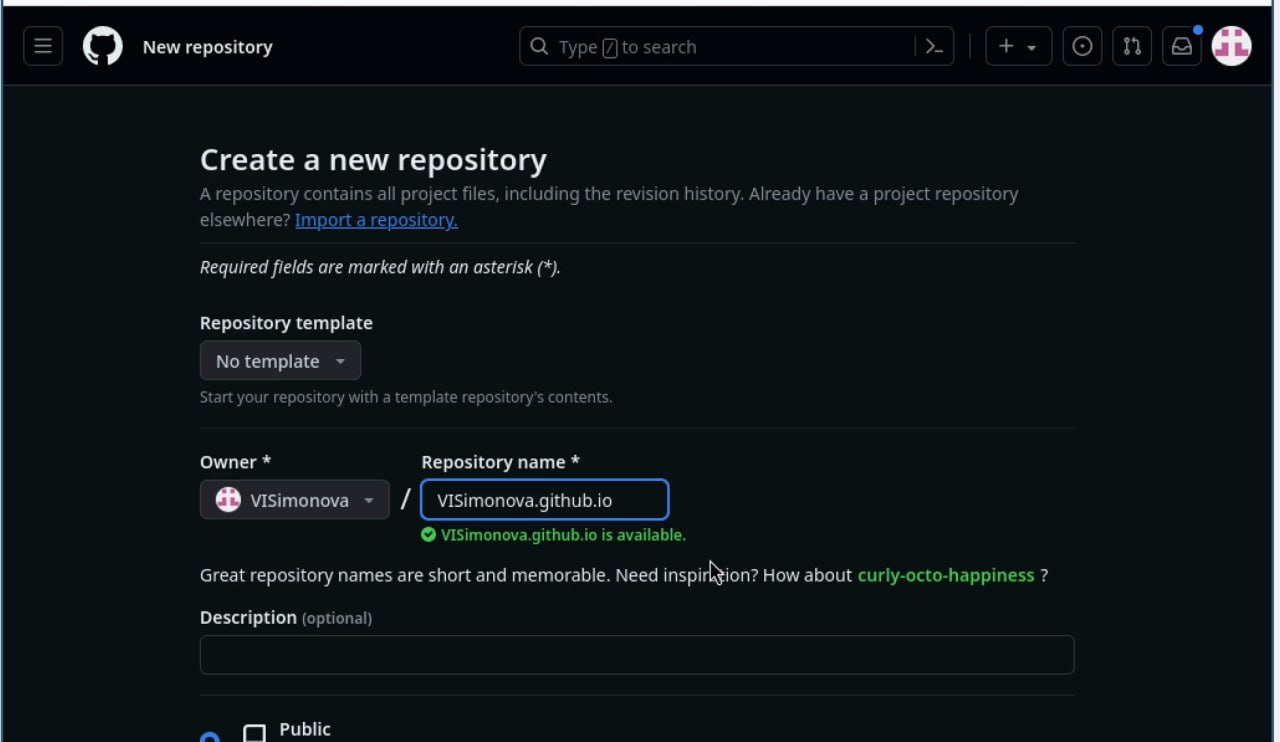 New repository
Type / to search
Create a new repository
A repository contains all project files, including the revision history. Already have a project repository
elsewhere? Import a repository.
Required fields are marked with an asterisk (*).
Repository template
No template
Start your repository with a template repository's contents.
Owner * Repository name *
VISimonova / VISimonova.github.io
VISimonova.github.io is available.
Great repository names are short and memorable. Need inspiration? How about curly-octo-happiness ?
Description (optional)
Public